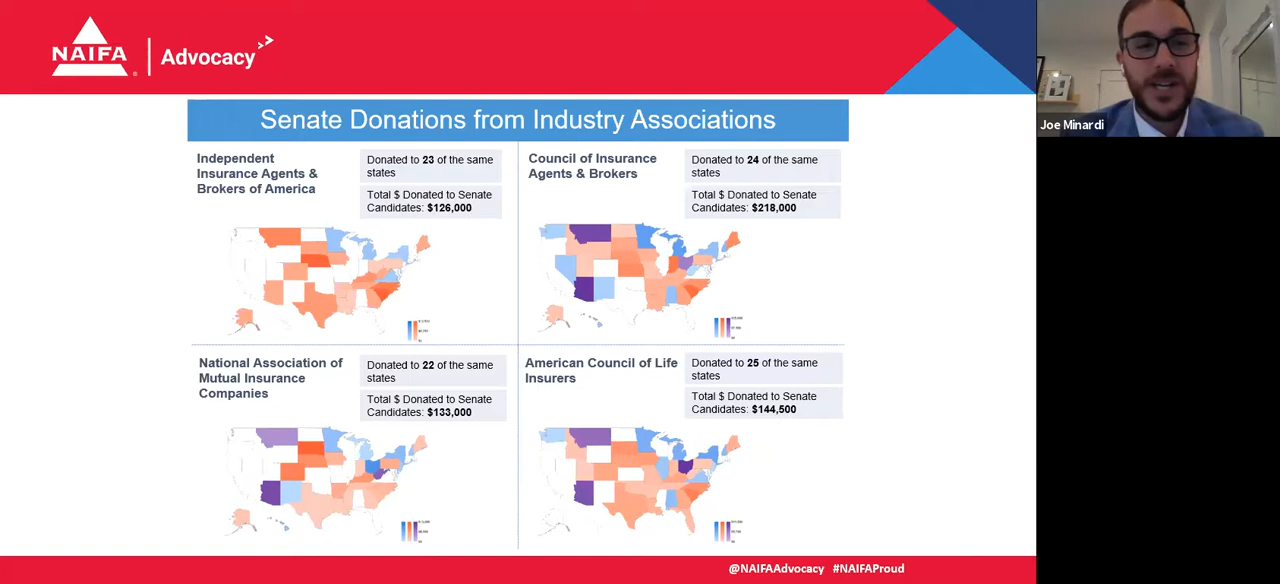 NAIFA
Advocacy
Joe Minardi
Senate Donations from Industry Associations
Independent
Insurance Agents &
Brokers of America
Donated to 23 of the same
states
Total $ Donated to Senate
Candidates: $126,000
Council of Insurance
Agents & Brokers
Donated to 24 of the same
states
Total $ Donated to Senate
Candidates: $218,000
National Association of
Mutual Insurance
Companies
Donated to 22 of the same
states
Total $ Donated to Senate
Candidates: $133,000
American Council of Life
Insurers
Donated to 25 of the same
states
Total $ Donated to Senate
Candidates: $144,500
@NAIFAAdvocacy #NAIFAProud